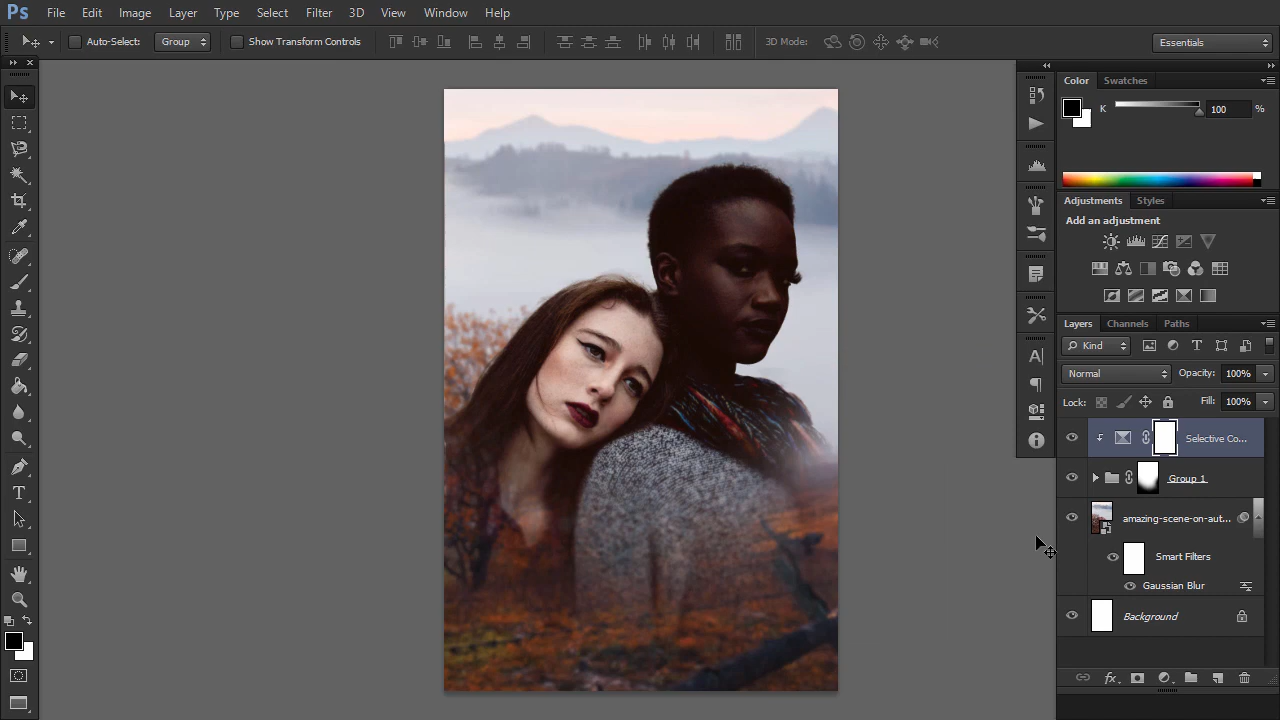 Ps File Edit Image Layer Type Select Filter 3D View Window Help
Auto-Select: Group Show Transform Controls 3D Mode: Essentials
Color Swatches
K 100 %
Adjustments Styles
Add an adjustment
Layers Channels Paths
Kind
Normal Opacity: 100%
Lock: Fill: 100%
Selective Co...
Group 1
amazing-scene-on-aut...
Smart Filters
Gaussian Blur
Background